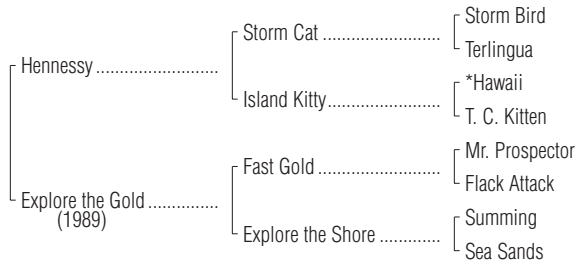 Storm Bird
Storm Cat ........................
Terlingua
Hennessy ..........................
*Hawaii
Island Kitty ........................
T. C. Kitten
Mr. Prospector
Fast Gold ..........................
Flack Attack
Explore the Gold ...............
(1989)
Summing
Explore the Shore .............
Sea Sands